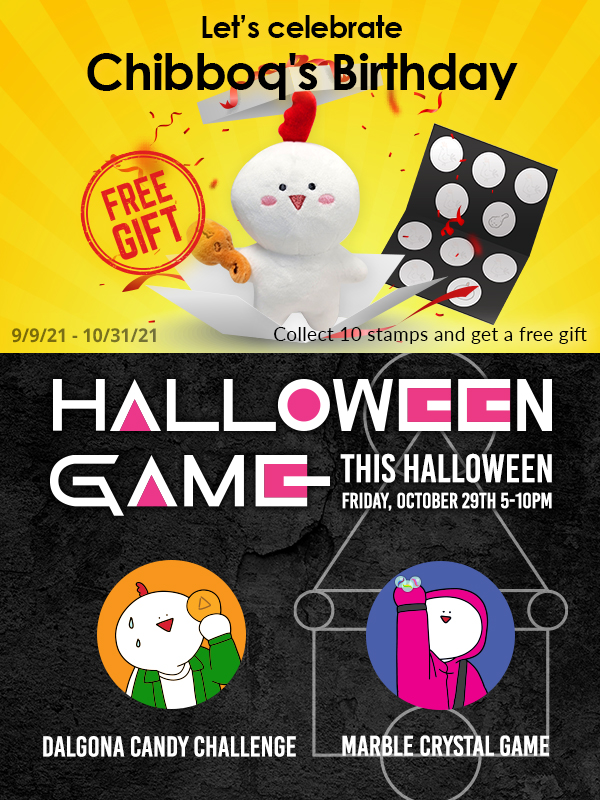 Let's celebrate
Chibboq's Birthday
FREE
GIFT
9/9/21 - 10/31/21
Collect 10 stamps and get a free gift
HALLOWEEN
GAME
THIS HALLOWEEN
FRIDAY, OCTOBER 29TH 5-10PM
DALGONA CANDY CHALLENGE
MARBLE CRYSTAL GAME